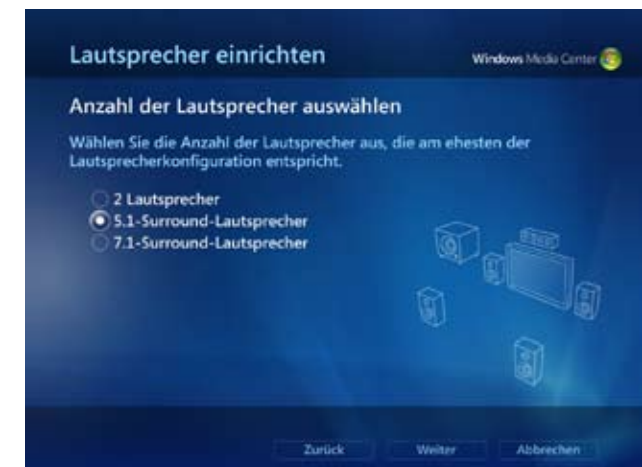 Lautsprecher einrichten
Windows Media Center
Anzahl der Lautsprecher auswählen
Wählen Sie die Anzahl der Lautsprecher aus, die am ehesten der
Lautsprecherkonfiguration entspricht.
2 Lautsprecher
5.1-Surround-Lautsprecher
7.1-Surround-Lautsprecher
Zurück Weiter Abbrechen